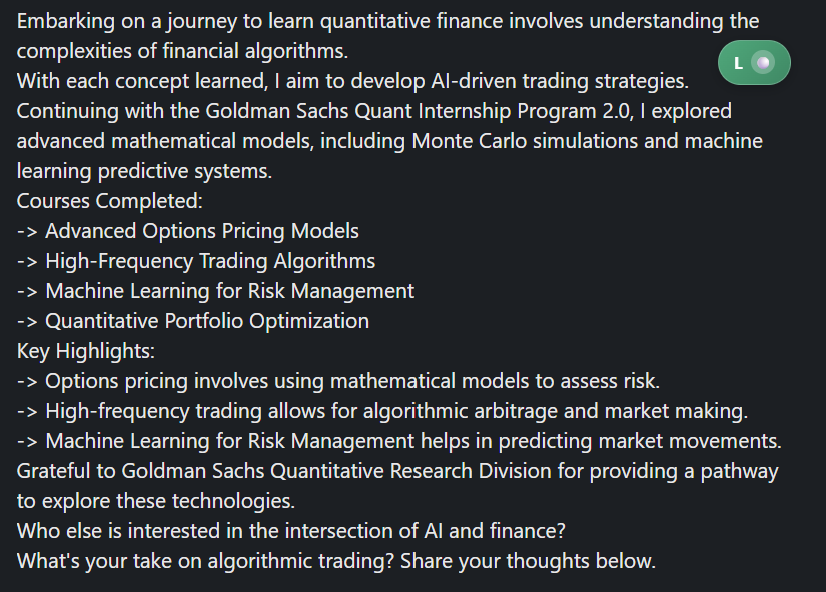 Embarking on a journey to learn quantitative finance involves understanding the
complexities of financial algorithms.
L
With each concept learned, I aim to develop AI-driven trading strategies.
Continuing with the Goldman Sachs Quant Internship Program 2.0, I explored
advanced mathematical models, including Monte Carlo simulations and machine
learning predictive systems.
Courses Completed:
-> Advanced Options Pricing Models
-> High-Frequency Trading Algorithms
-> Machine Learning for Risk Management
-> Quantitative Portfolio Optimization
Key Highlights:
-> Options pricing involves using mathematical models to assess risk.
-> High-frequency trading allows for algorithmic arbitrage and market making.
-> Machine Learning for Risk Management helps in predicting market movements.
Grateful to Goldman Sachs Quantitative Research Division for providing a pathway
to explore these technologies.
Who else is interested in the intersection of AI and finance?
What's your take on algorithmic trading? Share your thoughts below.